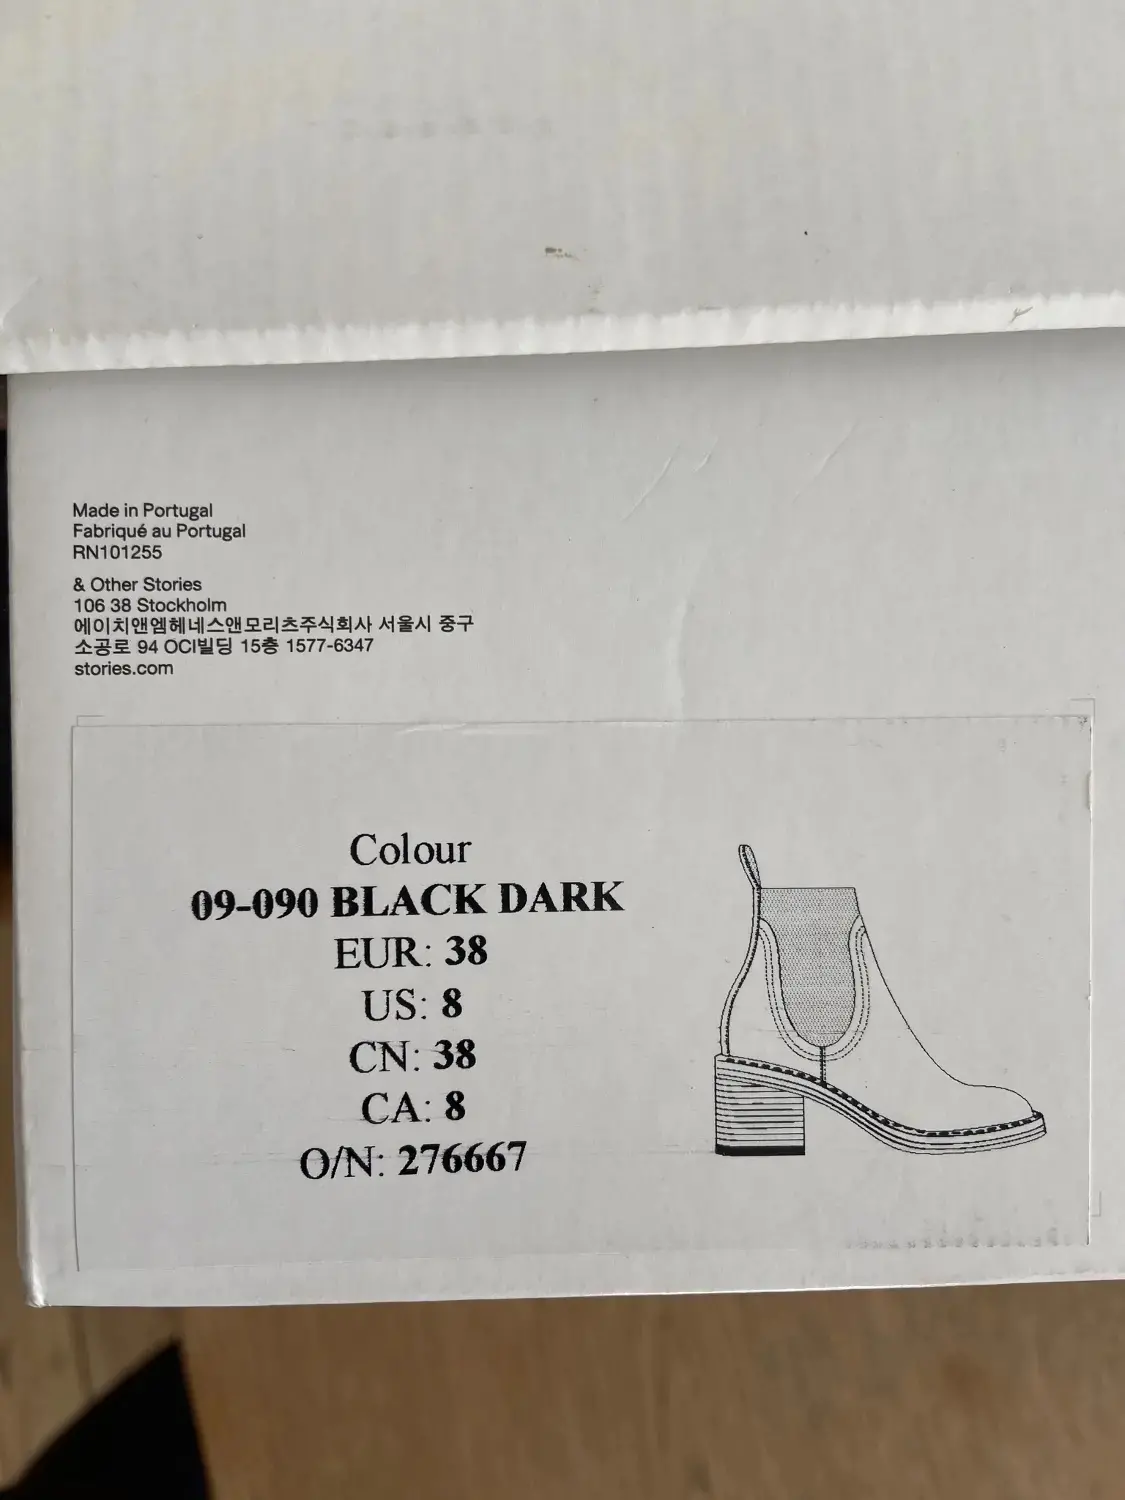 Made in Portugal
Fabriqué au Portugal
RN101255
& Other Stories
106 38 Stockholm
에이치앤엠헤네스앤모리츠주식회사 서울시 중구
소공로 94 OCI빌딩 15층 1577-6347
stories.com
Colour
09-090 BLACK DARK
EUR: 38
US: 8
CN: 38
CA: 8
O/N: 276667